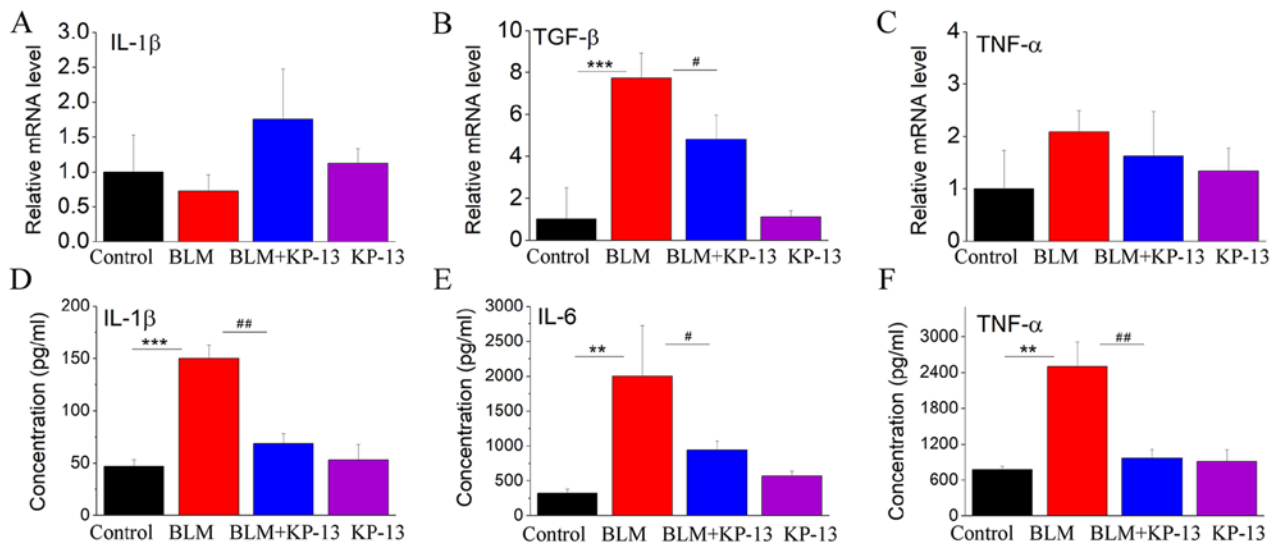 A
IL-1β
Relative mRNA level
3.0
2.5
2.0
1.5
1.0
0.5
0.0
Control BLM BLM+KP-13 KP-13
B
TGF-β
Relative mRNA level
10
8
6
4
2
0
***
#
Control BLM BLM+KP-13 KP-13
C
TNF-α
Relative mRNA level
4
3
2
1
0
Control BLM BLM+KP-13 KP-13
D
IL-1β
Concentration (pg/ml)
200
150
100
50
0
***
##
Control BLM BLM+KP-13 KP-13
E
IL-6
Concentration (pg/ml)
3000
2500
2000
1500
1000
500
0
**
#
Control BLM BLM+KP-13 KP-13
F
TNF-α
Concentration (pg/ml)
3000
2400
1800
1200
600
0
**
##
Control BLM BLM+KP-13 KP-13